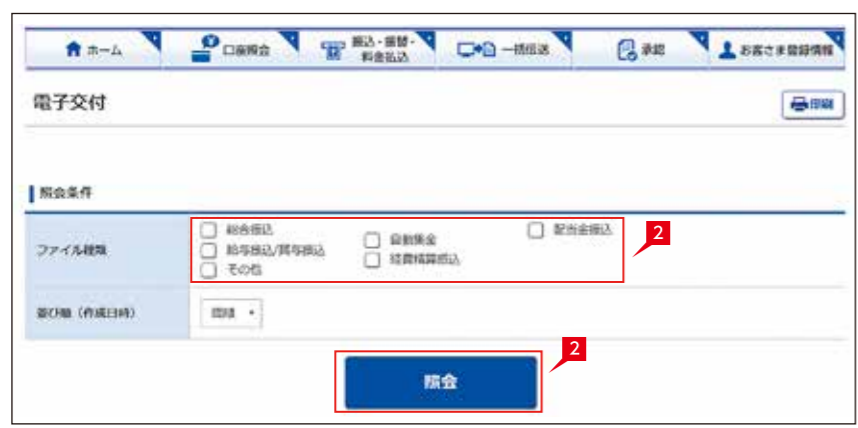 ホーム
口座照会
振込・振替・
料金払込
一括伝送
承認
お客さま登録情報
電子交付
印刷
照会条件
ファイル種類
総合振込
自動集金
配当金振込
給与振込/賞与振込
経費精算振込
その他
2
並び順（作成日時）
降順
照会
2